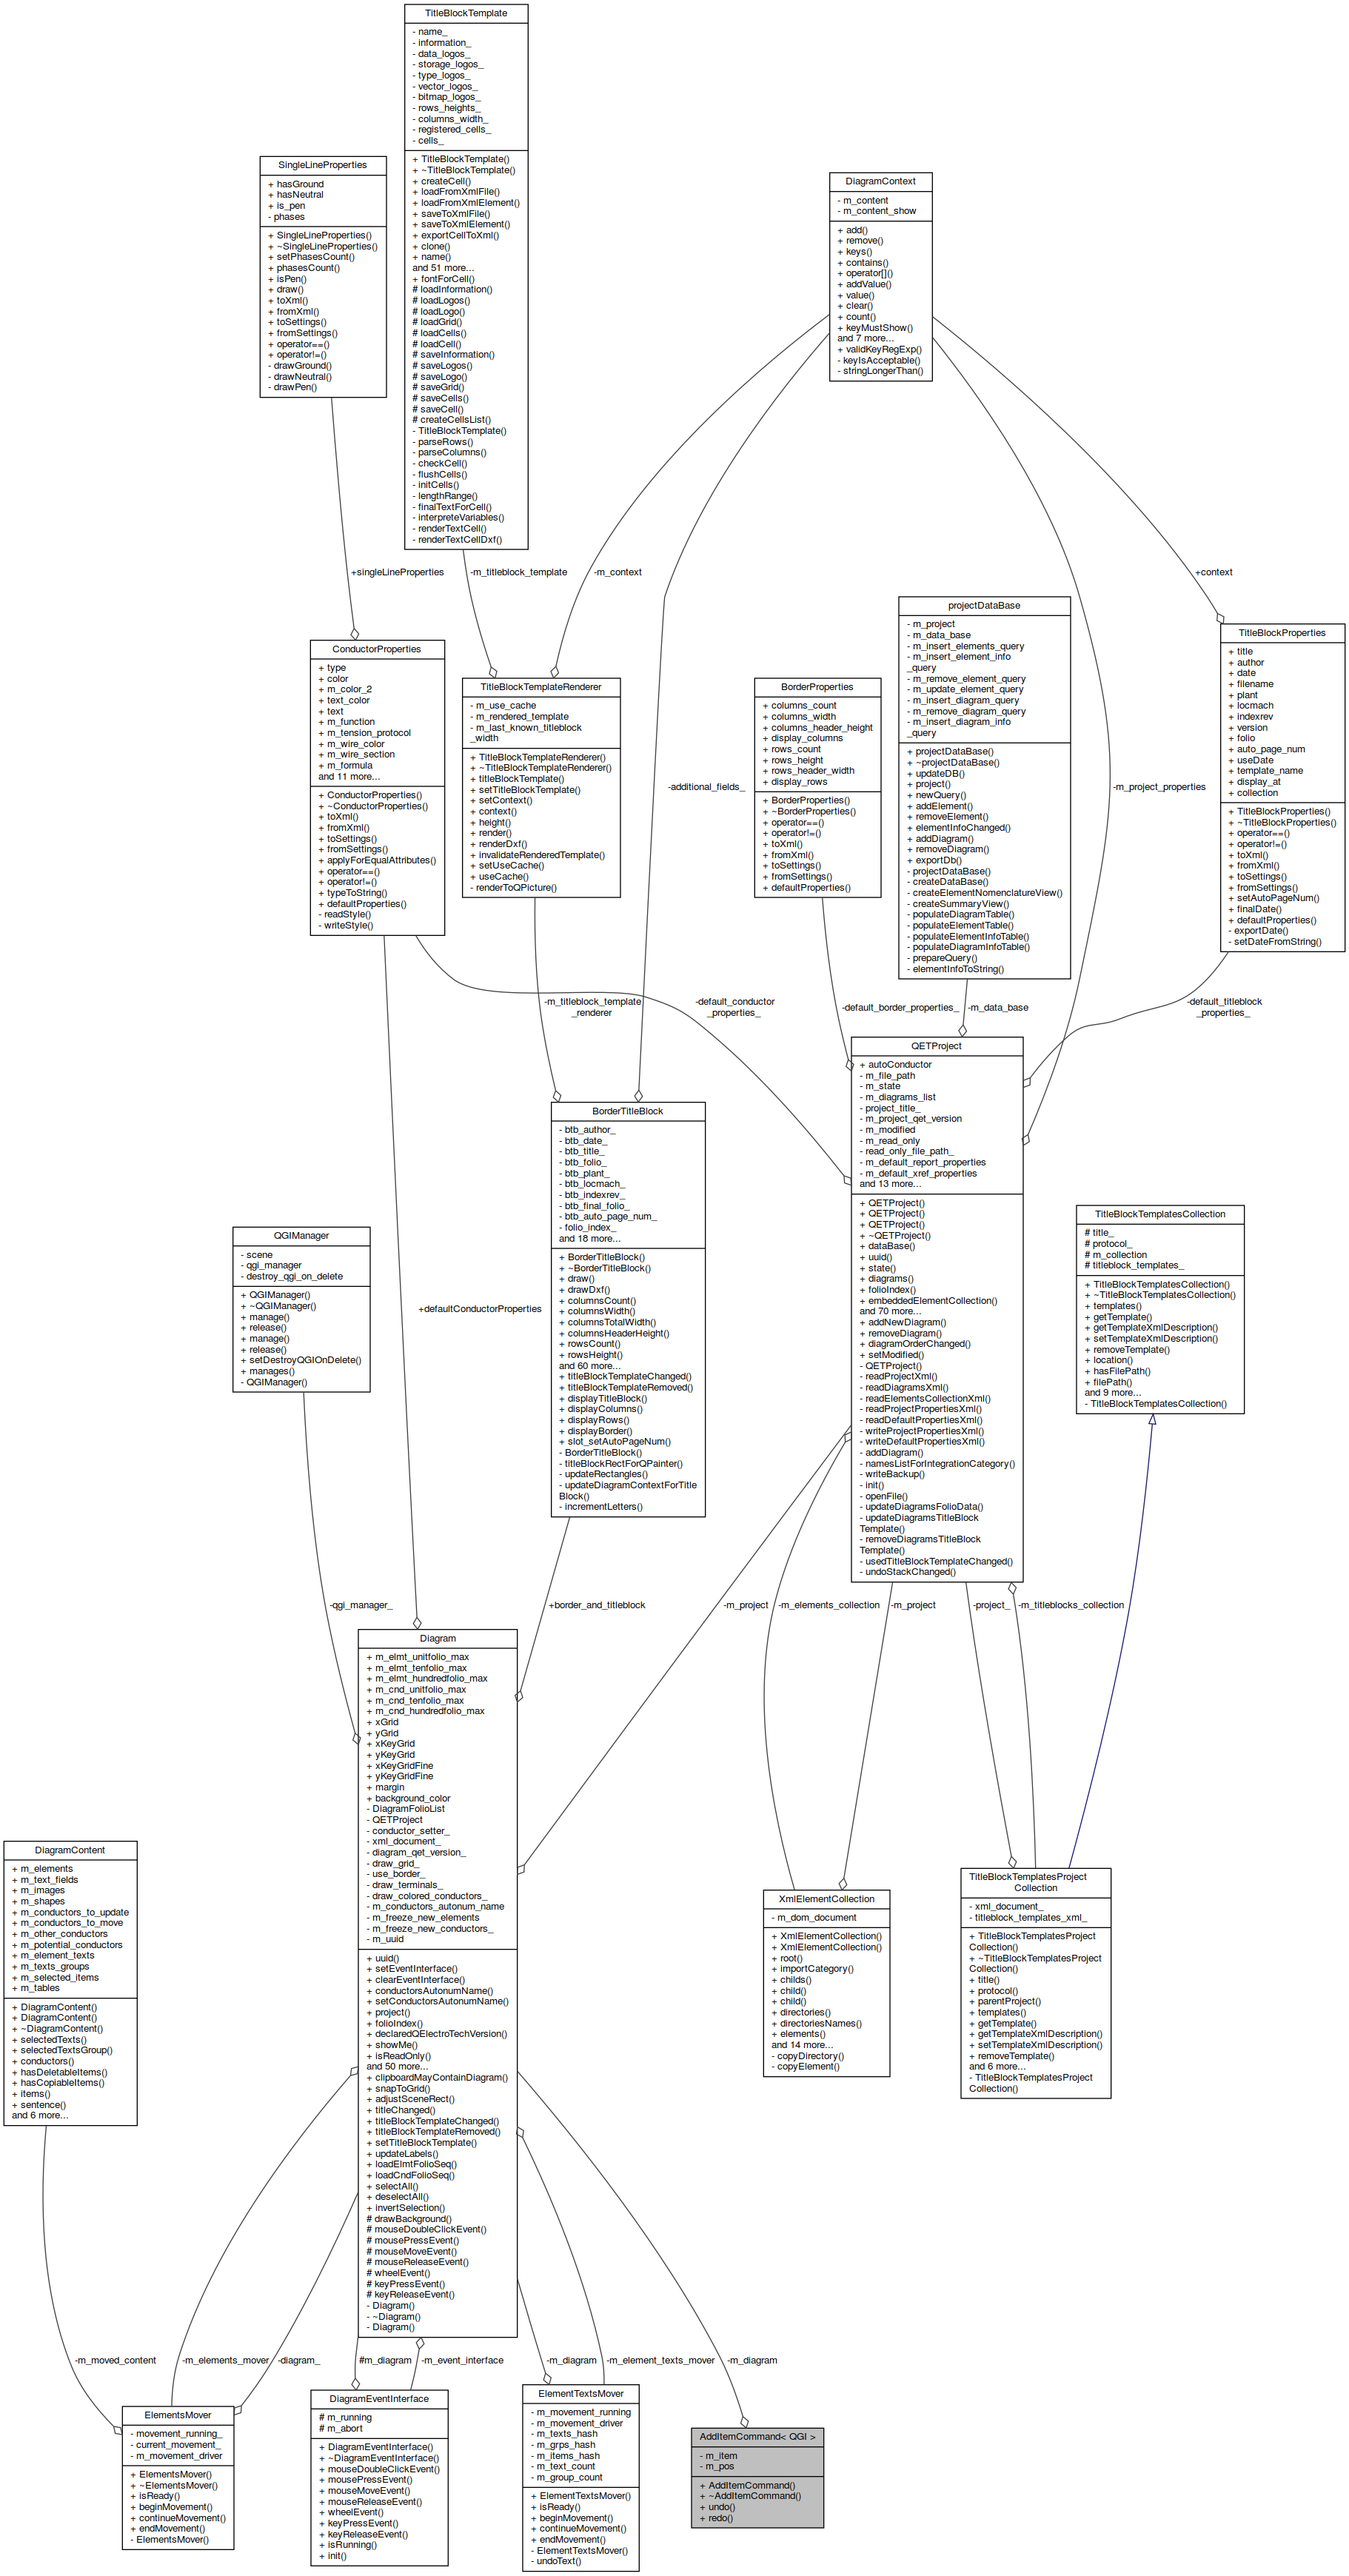 TitleBlockTemplate
- name_
- information_
- data_logos_
- storage_logos_
- type_logos_
- vector_logos_
- bitmap_logos_
- rows_heights_
- columns_width_
- registered_cells_
- cells_
+ TitleBlockTemplate()
+ ~TitleBlockTemplate()
+ createCell()
+ loadFromXmlFile()
+ loadFromXmlElement()
+ saveToXmlFile()
+ saveToXmlElement()
+ exportCellToXml()
+ clone()
+ name()
and 51 more...
+ fontForCell()
# loadInformation()
# loadLogos()
# loadLogo()
# loadGrid()
# loadCells()
# loadCell()
# saveInformation()
# saveLogos()
# saveLogo()
# saveGrid()
# saveCells()
# saveCell()
# createCellsList()
- TitleBlockTemplate()
- parseRows()
- parseColumns()
- checkCell()
- flushCells()
- initCells()
- lengthRange()
- finalTextForCell()
- interpreteVariables()
- renderTextCell()
- renderTextCellDxf()
SingleLineProperties
+ hasGround
+ hasNeutral
+ is_pen
- phases
+ SingleLineProperties()
+ ~SingleLineProperties()
+ setPhasesCount()
+ phasesCount()
+ isPen()
+ draw()
+ toXml()
+ fromXml()
+ toSettings()
+ fromSettings()
+ operator==()
+ operator!=()
- drawGround()
- drawNeutral()
- drawPen()
DiagramContext
- m_content
- m_content_show
+ add()
+ remove()
+ keys()
+ contains()
+ operator[]()
+ addValue()
+ value()
+ clear()
+ count()
+ keyMustShow()
and 7 more...
+ validKeyRegExp()
- keyIsAcceptable()
- stringLongerThan()
+singleLineProperties
-m_titleblock_template
-m_context
+context
ConductorProperties
+ type
+ color
+ m_color_2
+ text_color
+ text
+ m_function
+ m_tension_protocol
+ m_wire_color
+ m_wire_section
+ m_formula
and 11 more...
+ ConductorProperties()
+ ~ConductorProperties()
+ toXml()
+ fromXml()
+ toSettings()
+ fromSettings()
+ applyForEqualAttributes()
+ operator==()
+ operator!=()
+ typeToString()
+ defaultProperties()
- readStyle()
- writeStyle()
TitleBlockTemplateRenderer
- m_use_cache
- m_rendered_template
- m_last_known_titleblock
_width
+ TitleBlockTemplateRenderer()
+ ~TitleBlockTemplateRenderer()
+ titleBlockTemplate()
+ setTitleBlockTemplate()
+ setContext()
+ context()
+ height()
+ render()
+ renderDxf()
+ invalidateRenderedTemplate()
+ setUseCache()
+ useCache()
- renderToQPicture()
-additional_fields_
BorderProperties
+ columns_count
+ columns_width
+ columns_header_height
+ display_columns
+ rows_count
+ rows_height
+ rows_header_width
+ display_rows
+ BorderProperties()
+ ~BorderProperties()
+ operator==()
+ operator!=()
+ toXml()
+ fromXml()
+ toSettings()
+ fromSettings()
+ defaultProperties()
projectDataBase
- m_project
- m_data_base
- m_insert_elements_query
- m_insert_element_info
_query
- m_remove_element_query
- m_update_element_query
- m_insert_diagram_query
- m_remove_diagram_query
- m_insert_diagram_info
_query
+ projectDataBase()
+ ~projectDataBase()
+ updateDB()
+ project()
+ newQuery()
+ addElement()
+ removeElement()
+ elementInfoChanged()
+ addDiagram()
+ removeDiagram()
+ exportDb()
- projectDataBase()
- createDataBase()
- createElementNomenclatureView()
- createSummaryView()
- populateDiagramTable()
- populateElementTable()
- populateElementInfoTable()
- populateDiagramInfoTable()
- prepareQuery()
- elementInfoToString()
-m_project_properties
TitleBlockProperties
+ title
+ author
+ date
+ filename
+ plant
+ locmach
+ indexrev
+ version
+ folio
+ auto_page_num
+ useDate
+ template_name
+ display_at
+ collection
+ TitleBlockProperties()
+ ~TitleBlockProperties()
+ operator==()
+ operator!=()
+ toXml()
+ fromXml()
+ toSettings()
+ fromSettings()
+ setAutoPageNum()
+ finalDate()
+ defaultProperties()
- exportDate()
- setDateFromString()
-m_titleblock_template
_renderer
-default_conductor
_properties_
-default_border_properties_
-m_data_base
-default_titleblock
_properties_
QETProject
+ autoConductor
- m_file_path
- m_state
- m_diagrams_list
- project_title_
- m_project_qet_version
- m_modified
- m_read_only
- read_only_file_path_
- m_default_report_properties
- m_default_xref_properties
and 13 more...
+ QETProject()
+ QETProject()
+ QETProject()
+ ~QETProject()
+ dataBase()
+ uuid()
+ state()
+ diagrams()
+ folioIndex()
+ embeddedElementCollection()
and 70 more...
+ addNewDiagram()
+ removeDiagram()
+ diagramOrderChanged()
+ setModified()
- QETProject()
- readProjectXml()
- readDiagramsXml()
- readElementsCollectionXml()
- readProjectPropertiesXml()
- readDefaultPropertiesXml()
- writeProjectPropertiesXml()
- writeDefaultPropertiesXml()
- addDiagram()
- namesListForIntegrationCategory()
- writeBackup()
- init()
- openFile()
- updateDiagramsFolioData()
- updateDiagramsTitleBlock
Template()
- removeDiagramsTitleBlock
Template()
- usedTitleBlockTemplateChanged()
- undoStackChanged()
BorderTitleBlock
- btb_author_
- btb_date_
- btb_title_
- btb_folio_
- btb_plant_
- btb_locmach_
- btb_indexrev_
- btb_final_folio_
- btb_auto_page_num_
- folio_index_
and 18 more...
+ BorderTitleBlock()
+ ~BorderTitleBlock()
+ draw()
+ drawDxf()
+ columnsCount()
+ columnsWidth()
+ columnsTotalWidth()
+ columnsHeaderHeight()
+ rowsCount()
+ rowsHeight()
and 60 more...
+ titleBlockTemplateChanged()
+ titleBlockTemplateRemoved()
+ displayTitleBlock()
+ displayColumns()
+ displayRows()
+ displayBorder()
+ slot_setAutoPageNum()
- BorderTitleBlock()
- titleBlockRectForQPainter()
- updateRectangles()
- updateDiagramContextForTitle
Block()
- incrementLetters()
TitleBlockTemplatesCollection
# title_
# protocol_
# m_collection
# titleblock_templates_
+ TitleBlockTemplatesCollection()
+ ~TitleBlockTemplatesCollection()
+ templates()
+ getTemplate()
+ getTemplateXmlDescription()
+ setTemplateXmlDescription()
+ removeTemplate()
+ location()
+ hasFilePath()
+ filePath()
and 9 more...
- TitleBlockTemplatesCollection()
QGIManager
- scene
- qgi_manager
- destroy_qgi_on_delete
+ QGIManager()
+ ~QGIManager()
+ manage()
+ release()
+ manage()
+ release()
+ setDestroyQGIOnDelete()
+ manages()
- QGIManager()
+defaultConductorProperties
-qgi_manager_
+border_and_titleblock
-m_project
-m_elements_collection
-m_project
-project_
-m_titleblocks_collection
Diagram
+ m_elmt_unitfolio_max
+ m_elmt_tenfolio_max
+ m_elmt_hundredfolio_max
+ m_cnd_unitfolio_max
+ m_cnd_tenfolio_max
+ m_cnd_hundredfolio_max
+ xGrid
+ yGrid
+ xKeyGrid
+ yKeyGrid
+ xKeyGridFine
+ yKeyGridFine
+ margin
+ background_color
- DiagramFolioList
- QETProject
- conductor_setter_
- xml_document_
- diagram_qet_version_
- draw_grid_
- use_border_
- draw_terminals_
- draw_colored_conductors_
- m_conductors_autonum_name
- m_freeze_new_elements
- m_freeze_new_conductors_
- m_uuid
+ uuid()
+ setEventInterface()
+ clearEventInterface()
+ conductorsAutonumName()
+ setConductorsAutonumName()
+ project()
+ folioIndex()
+ declaredQElectroTechVersion()
+ showMe()
+ isReadOnly()
and 50 more...
+ clipboardMayContainDiagram()
+ snapToGrid()
+ adjustSceneRect()
+ titleChanged()
+ titleBlockTemplateChanged()
+ titleBlockTemplateRemoved()
+ setTitleBlockTemplate()
+ updateLabels()
+ loadElmtFolioSeq()
+ loadCndFolioSeq()
+ selectAll()
+ deselectAll()
+ invertSelection()
# drawBackground()
# mouseDoubleClickEvent()
# mousePressEvent()
# mouseMoveEvent()
# mouseReleaseEvent()
# wheelEvent()
# keyPressEvent()
# keyReleaseEvent()
- Diagram()
- ~Diagram()
- Diagram()
DiagramContent
+ m_elements
+ m_text_fields
+ m_images
+ m_shapes
+ m_conductors_to_update
+ m_conductors_to_move
+ m_other_conductors
+ m_potential_conductors
+ m_element_texts
+ m_texts_groups
+ m_selected_items
+ m_tables
+ DiagramContent()
+ DiagramContent()
+ ~DiagramContent()
+ selectedTexts()
+ selectedTextsGroup()
+ conductors()
+ hasDeletableItems()
+ hasCopiableItems()
+ items()
+ sentence()
and 6 more...
XmlElementCollection
- m_dom_document
+ XmlElementCollection()
+ XmlElementCollection()
+ root()
+ importCategory()
+ childs()
+ child()
+ child()
+ directories()
+ directoriesNames()
+ elements()
and 14 more...
- copyDirectory()
- copyElement()
TitleBlockTemplatesProject
Collection
- xml_document_
- titleblock_templates_xml_
+ TitleBlockTemplatesProject
Collection()
+ ~TitleBlockTemplatesProject
Collection()
+ title()
+ protocol()
+ parentProject()
+ templates()
+ getTemplate()
+ getTemplateXmlDescription()
+ setTemplateXmlDescription()
+ removeTemplate()
and 6 more...
- TitleBlockTemplatesProject
Collection()
-m_moved_content
-m_elements_mover
-diagram_
#m_diagram
-m_event_interface
-m_diagram
-m_element_texts_mover
-m_diagram
ElementsMover
- movement_running_
- current_movement_
- m_movement_driver
+ ElementsMover()
+ ~ElementsMover()
+ isReady()
+ beginMovement()
+ continueMovement()
+ endMovement()
- ElementsMover()
DiagramEventInterface
# m_running
# m_abort
+ DiagramEventInterface()
+ ~DiagramEventInterface()
+ mouseDoubleClickEvent()
+ mousePressEvent()
+ mouseMoveEvent()
+ mouseReleaseEvent()
+ wheelEvent()
+ keyPressEvent()
+ keyReleaseEvent()
+ isRunning()
+ init()
ElementTextsMover
- m_movement_running
- m_movement_driver
- m_texts_hash
- m_grps_hash
- m_items_hash
- m_text_count
- m_group_count
+ ElementTextsMover()
+ isReady()
+ beginMovement()
+ continueMovement()
+ endMovement()
- ElementTextsMover()
- undoText()
AddItemCommand< QGI >
- m_item
- m_pos
+ AddItemCommand()
+ ~AddItemCommand()
+ undo()
+ redo()